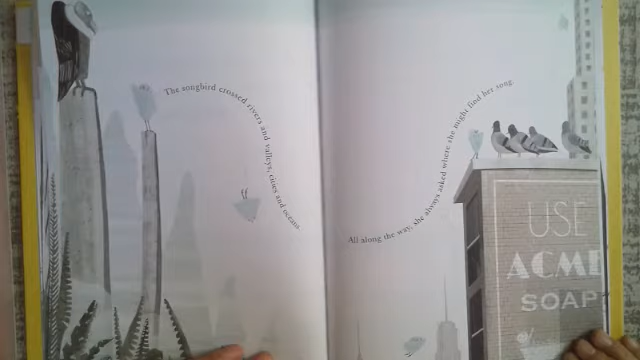 The songbird crossed rivers and valleys, cities and oceans
All along the way, she always asked where she might find her song.
USE
ACME
SOAP